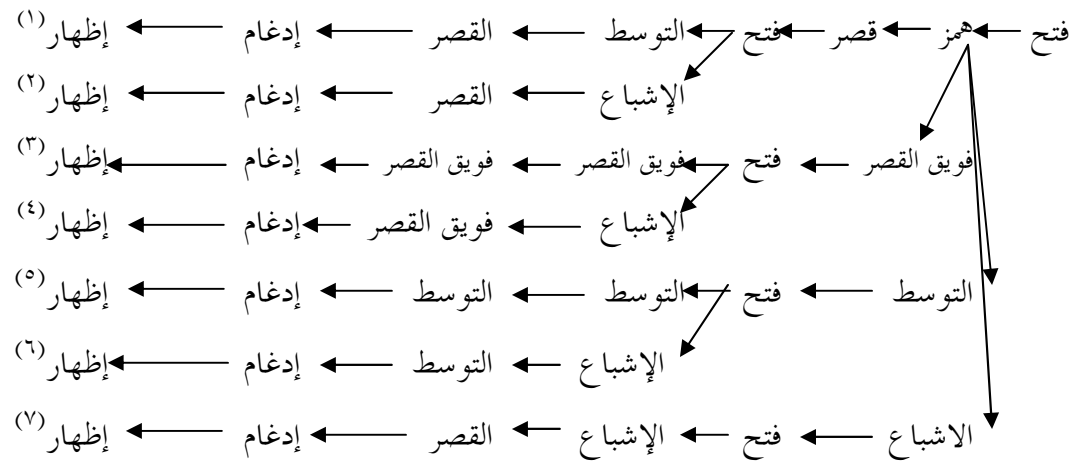 فتح همز قصر فتح التوسط القصر إدغام إظهار(١)
الإشباع القصر إدغام إظهار(٢)
فويق القصر فتح فويق القصر فويق القصر إدغام إظهار(٣)
الإشباع فويق القصر إدغام إظهار(٤)
التوسط فتح التوسط التوسط إدغام إظهار(٥)
الإشباع التوسط إدغام إظهار(٦)
الاشباع فتح الإشباع القصر إدغام إظهار(٧)